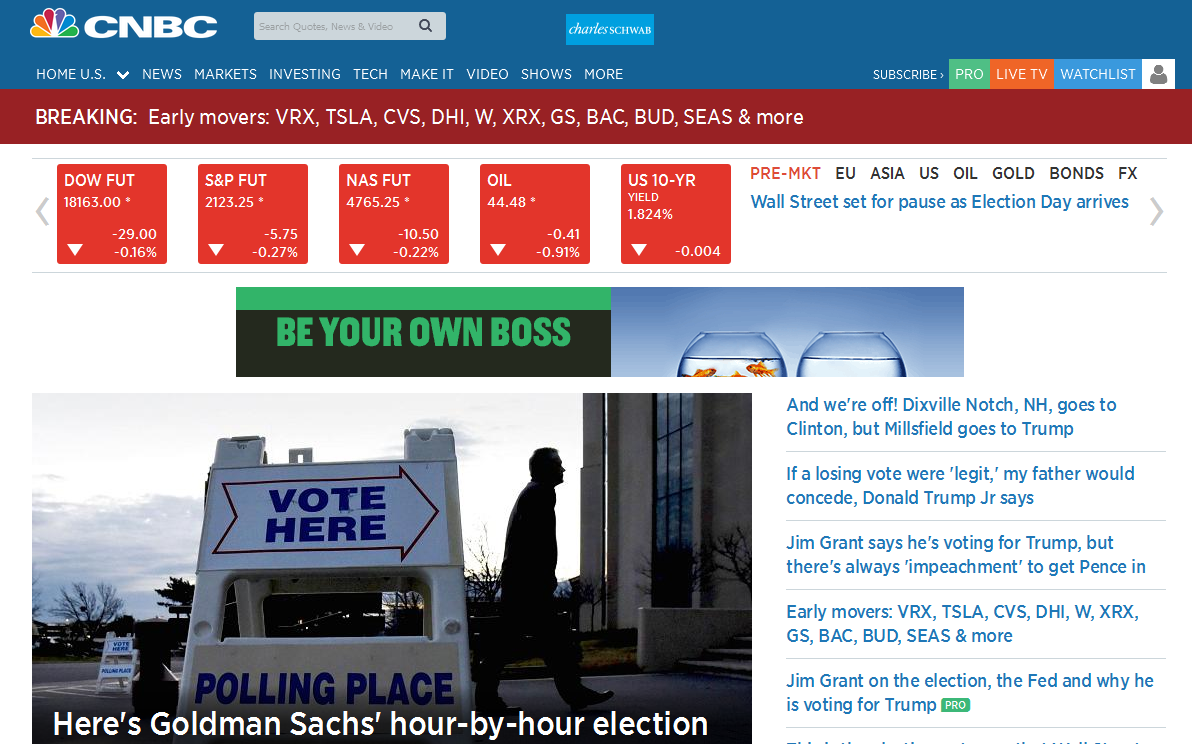 CNBC
Search Quotes, News & Video
charles SCHWAB
HOME U.S. NEWS MARKETS INVESTING TECH MAKE IT VIDEO SHOWS MORE
SUBSCRIBE › PRO LIVE TV WATCHLIST
BREAKING: Early movers: VRX, TSLA, CVS, DHI, W, XRX, GS, BAC, BUD, SEAS & more
DOW FUT
18163.00 *
-29.00
-0.16%
S&P FUT
2123.25 *
-5.75
-0.27%
NAS FUT
4765.25 *
-10.50
-0.22%
OIL
44.48 *
-0.41
-0.91%
US 10-YR
YIELD
1.824%
-0.004
PRE-MKT EU ASIA US OIL GOLD BONDS FX
Wall Street set for pause as Election Day arrives
BE YOUR OWN BOSS
VOTE
HERE
POLLING PLACE
VOTE
HERE
POLLING PLACE
Here's Goldman Sachs' hour-by-hour election
And we're off! Dixville Notch, NH, goes to
Clinton, but Millsfield goes to Trump
If a losing vote were 'legit,' my father would
concede, Donald Trump Jr says
Jim Grant says he's voting for Trump, but
there's always 'impeachment' to get Pence in
Early movers: VRX, TSLA, CVS, DHI, W, XRX,
GS, BAC, BUD, SEAS & more
Jim Grant on the election, the Fed and why he
is voting for Trump PRO